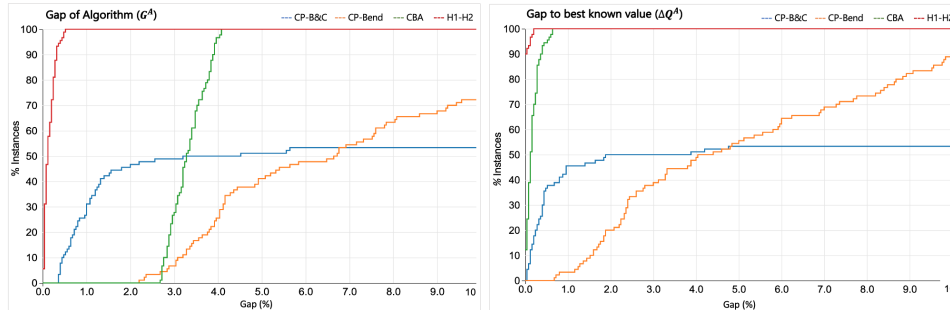 Gap of Algorithm (G^A)
CP-B&C CP-Bend CBA H1-H2
% Instances
100
90
80
70
60
50
40
30
20
10
0
0.0 1.0 2.0 3.0 4.0 5.0 6.0 7.0 8.0 9.0 10
Gap (%)
Gap to best known value (ΔQ^A)
CP-B&C CP-Bend CBA H1-H2
% Instances
100
90
80
70
60
50
40
30
20
10
0
0.0 1.0 2.0 3.0 4.0 5.0 6.0 7.0 8.0 9.0 1
Gap (%)